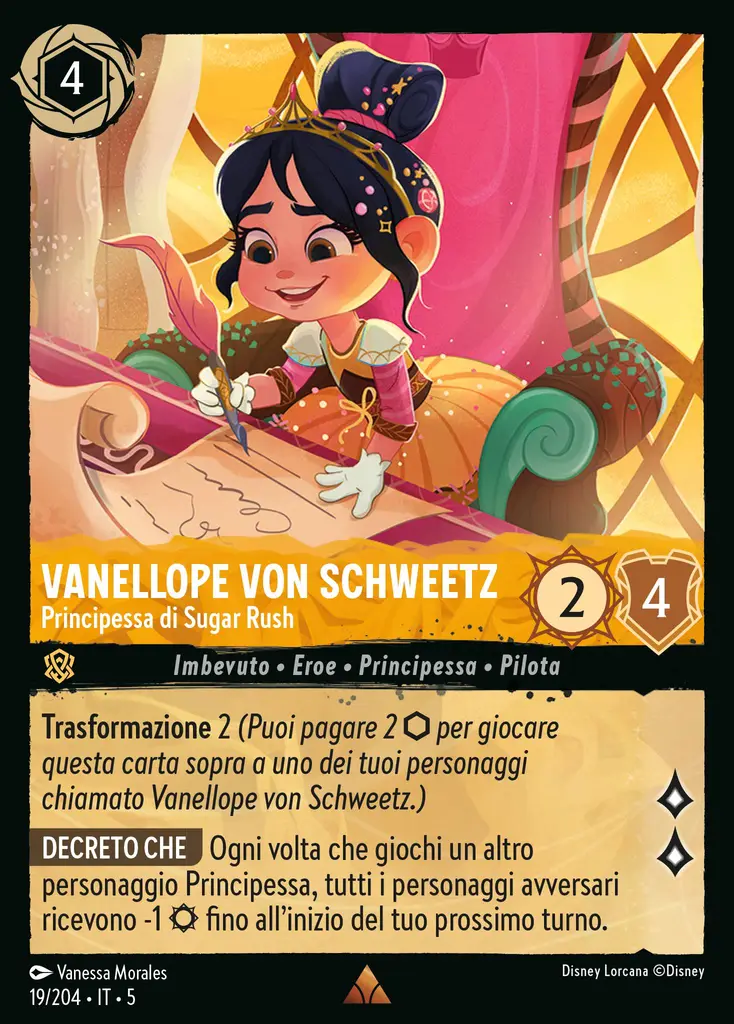 4
VANELLOPE VON SCHWEETZ
Principessa di Sugar Rush
2
4
Imbevuto • Eroe • Principessa • Pilota
Trasformazione 2 (Puoi pagare 2 ⬡ per giocare
questa carta sopra a uno dei tuoi personaggi
chiamato Vanellope von Schweetz.)
DECRETO CHE Ogni volta che giochi un altro
personaggio Principessa, tutti i personaggi avversari
ricevono -1 ¤ fino all'inizio del tuo prossimo turno.
Vanessa Morales
Disney Lorcana ©Disney
19/204 • IT • 5